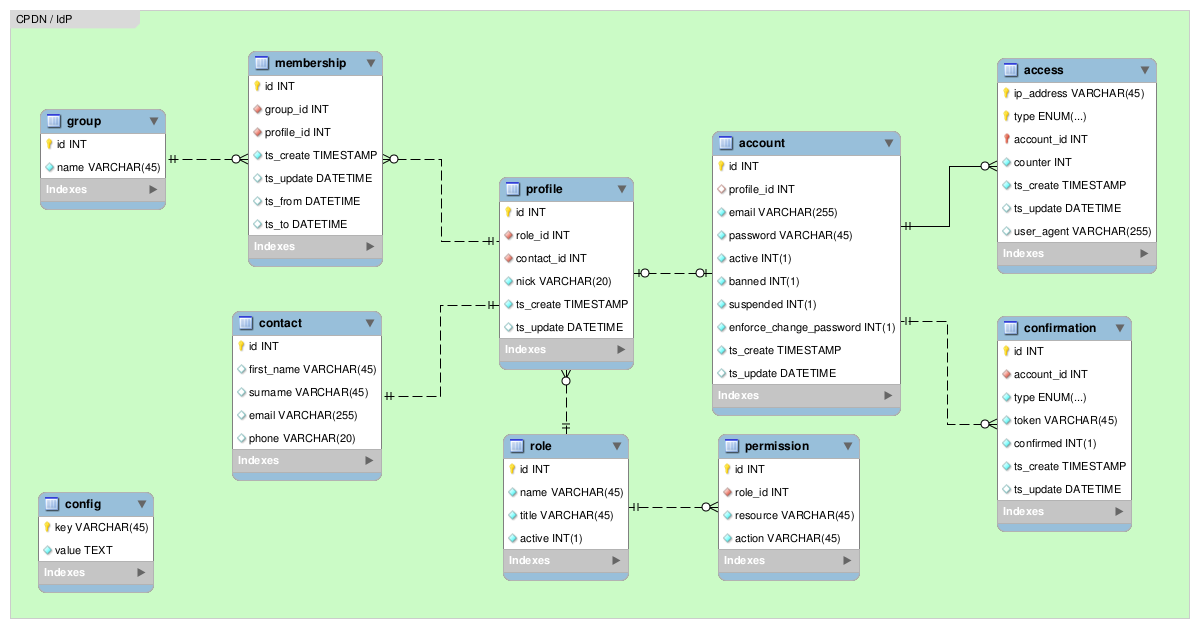 CPDN / IdP
group
id INT
name VARCHAR(45)
Indexes
membership
id INT
group_id INT
profile_id INT
ts_create TIMESTAMP
ts_update DATETIME
ts_from DATETIME
ts_to DATETIME
Indexes
contact
id INT
first_name VARCHAR(45)
surname VARCHAR(45)
email VARCHAR(255)
phone VARCHAR(20)
Indexes
config
key VARCHAR(45)
value TEXT
Indexes
profile
id INT
role_id INT
contact_id INT
nick VARCHAR(20)
ts_create TIMESTAMP
ts_update DATETIME
Indexes
role
id INT
name VARCHAR(45)
title VARCHAR(45)
active INT(1)
Indexes
account
id INT
profile_id INT
email VARCHAR(255)
password VARCHAR(45)
active INT(1)
banned INT(1)
suspended INT(1)
enforce_change_password INT(1)
ts_create TIMESTAMP
ts_update DATETIME
Indexes
permission
id INT
role_id INT
resource VARCHAR(45)
action VARCHAR(45)
Indexes
access
ip_address VARCHAR(45)
type ENUM(...)
account_id INT
counter INT
ts_create TIMESTAMP
ts_update DATETIME
user_agent VARCHAR(255)
Indexes
confirmation
id INT
account_id INT
type ENUM(...)
token VARCHAR(45)
confirmed INT(1)
ts_create TIMESTAMP
ts_update DATETIME
Indexes